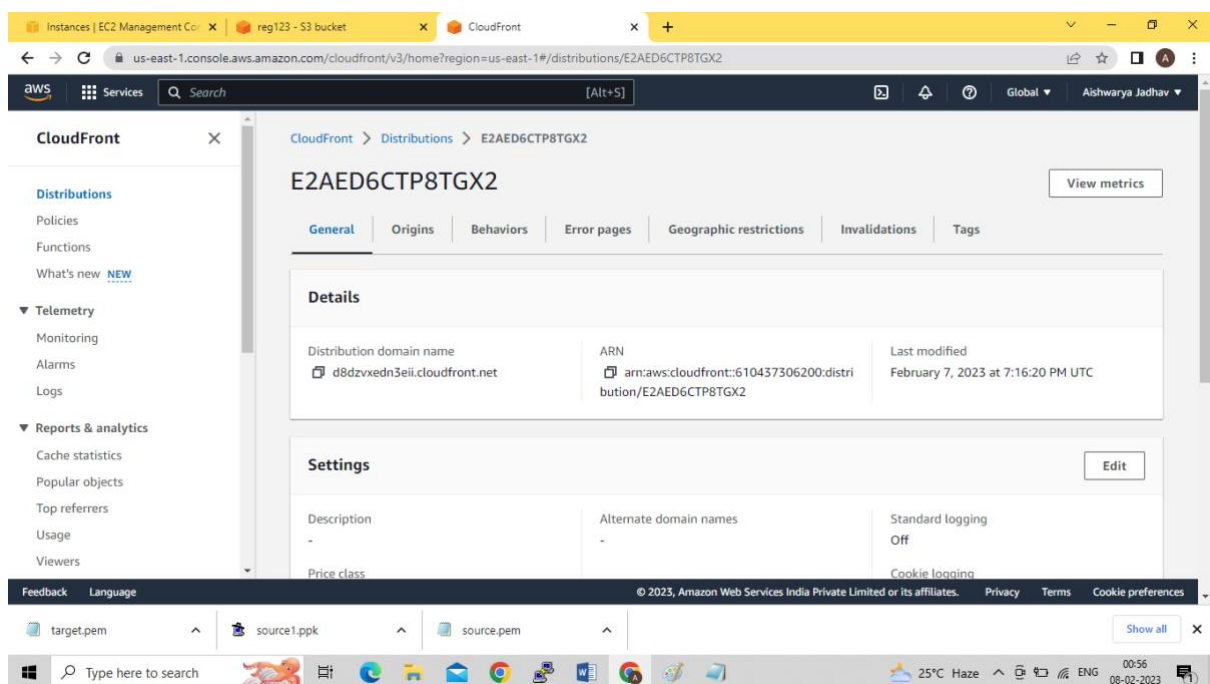 Instances | EC2 Management Co
reg123 - S3 bucket
CloudFront
us-east-1.console.aws.amazon.com/cloudfront/v3/home?region=us-east-1#/distributions/E2AED6CTP8TGX2
A
aws
Services
Search
[Alt+S]
Global
Aishwarya Jadhav
CloudFront
Distributions
Policies
Functions
What's new NEW
Telemetry
Monitoring
Alarms
Logs
Reports & analytics
Cache statistics
Popular objects
Top referrers
Usage
Viewers
CloudFront > Distributions > E2AED6CTP8TGX2
E2AED6CTP8TGX2
View metrics
General
Origins
Behaviors
Error pages
Geographic restrictions
Invalidations
Tags
Details
Distribution domain name
d8dzvxedn3eii.cloudfront.net
ARN
arn:aws:cloudfront::610437306200:distri
bution/E2AED6CTP8TGX2
Last modified
February 7, 2023 at 7:16:20 PM UTC
Settings
Edit
Description
-
Alternate domain names
-
Standard logging
Off
Price class
Cookie logging
Feedback
Language
© 2023, Amazon Web Services India Private Limited or its affiliates.
Privacy
Terms
Cookie preferences
target.pem
source1.ppk
source.pem
Show all
Type here to search
25°C Haze
ENG
00:56
08-02-2023